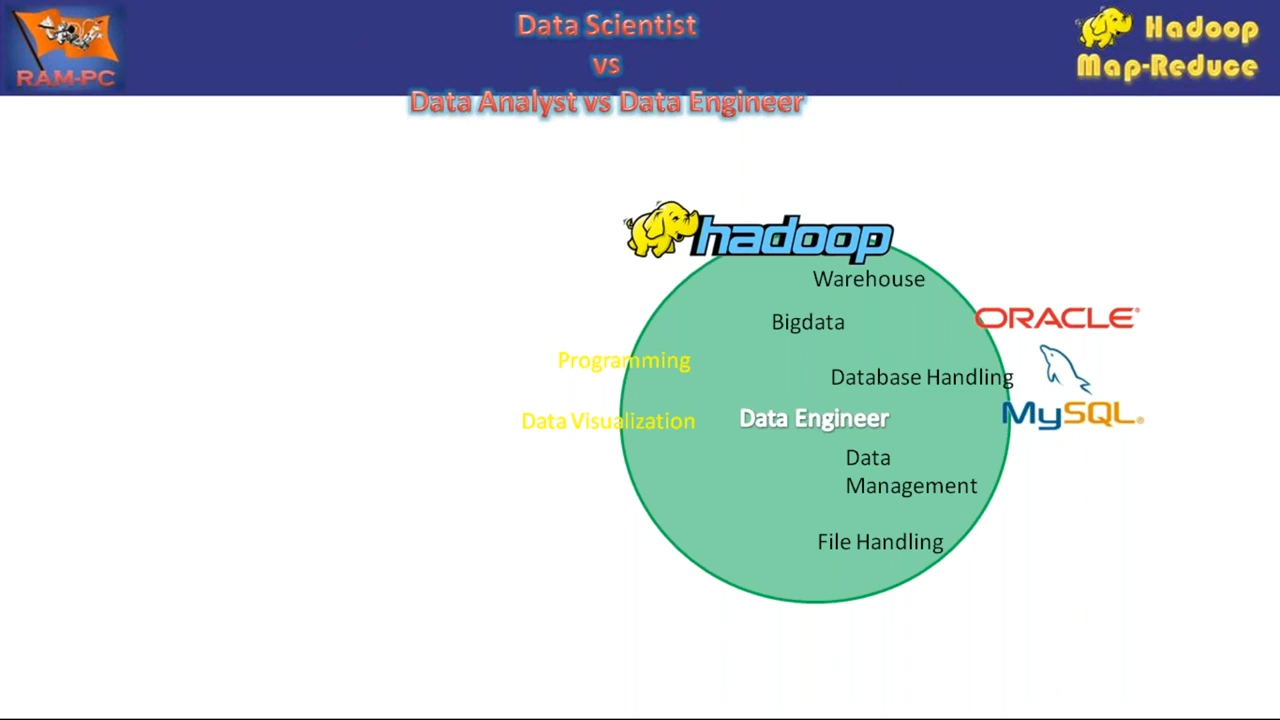 RAM-PC
Data Scientist
vs
Data Analyst vs Data Engineer
Hadoop
Map-Reduce
hadoop
Warehouse
Bigdata
ORACLE®
Programming
Database Handling
MySQL®
Data Visualization
Data Engineer
Data
Management
File Handling